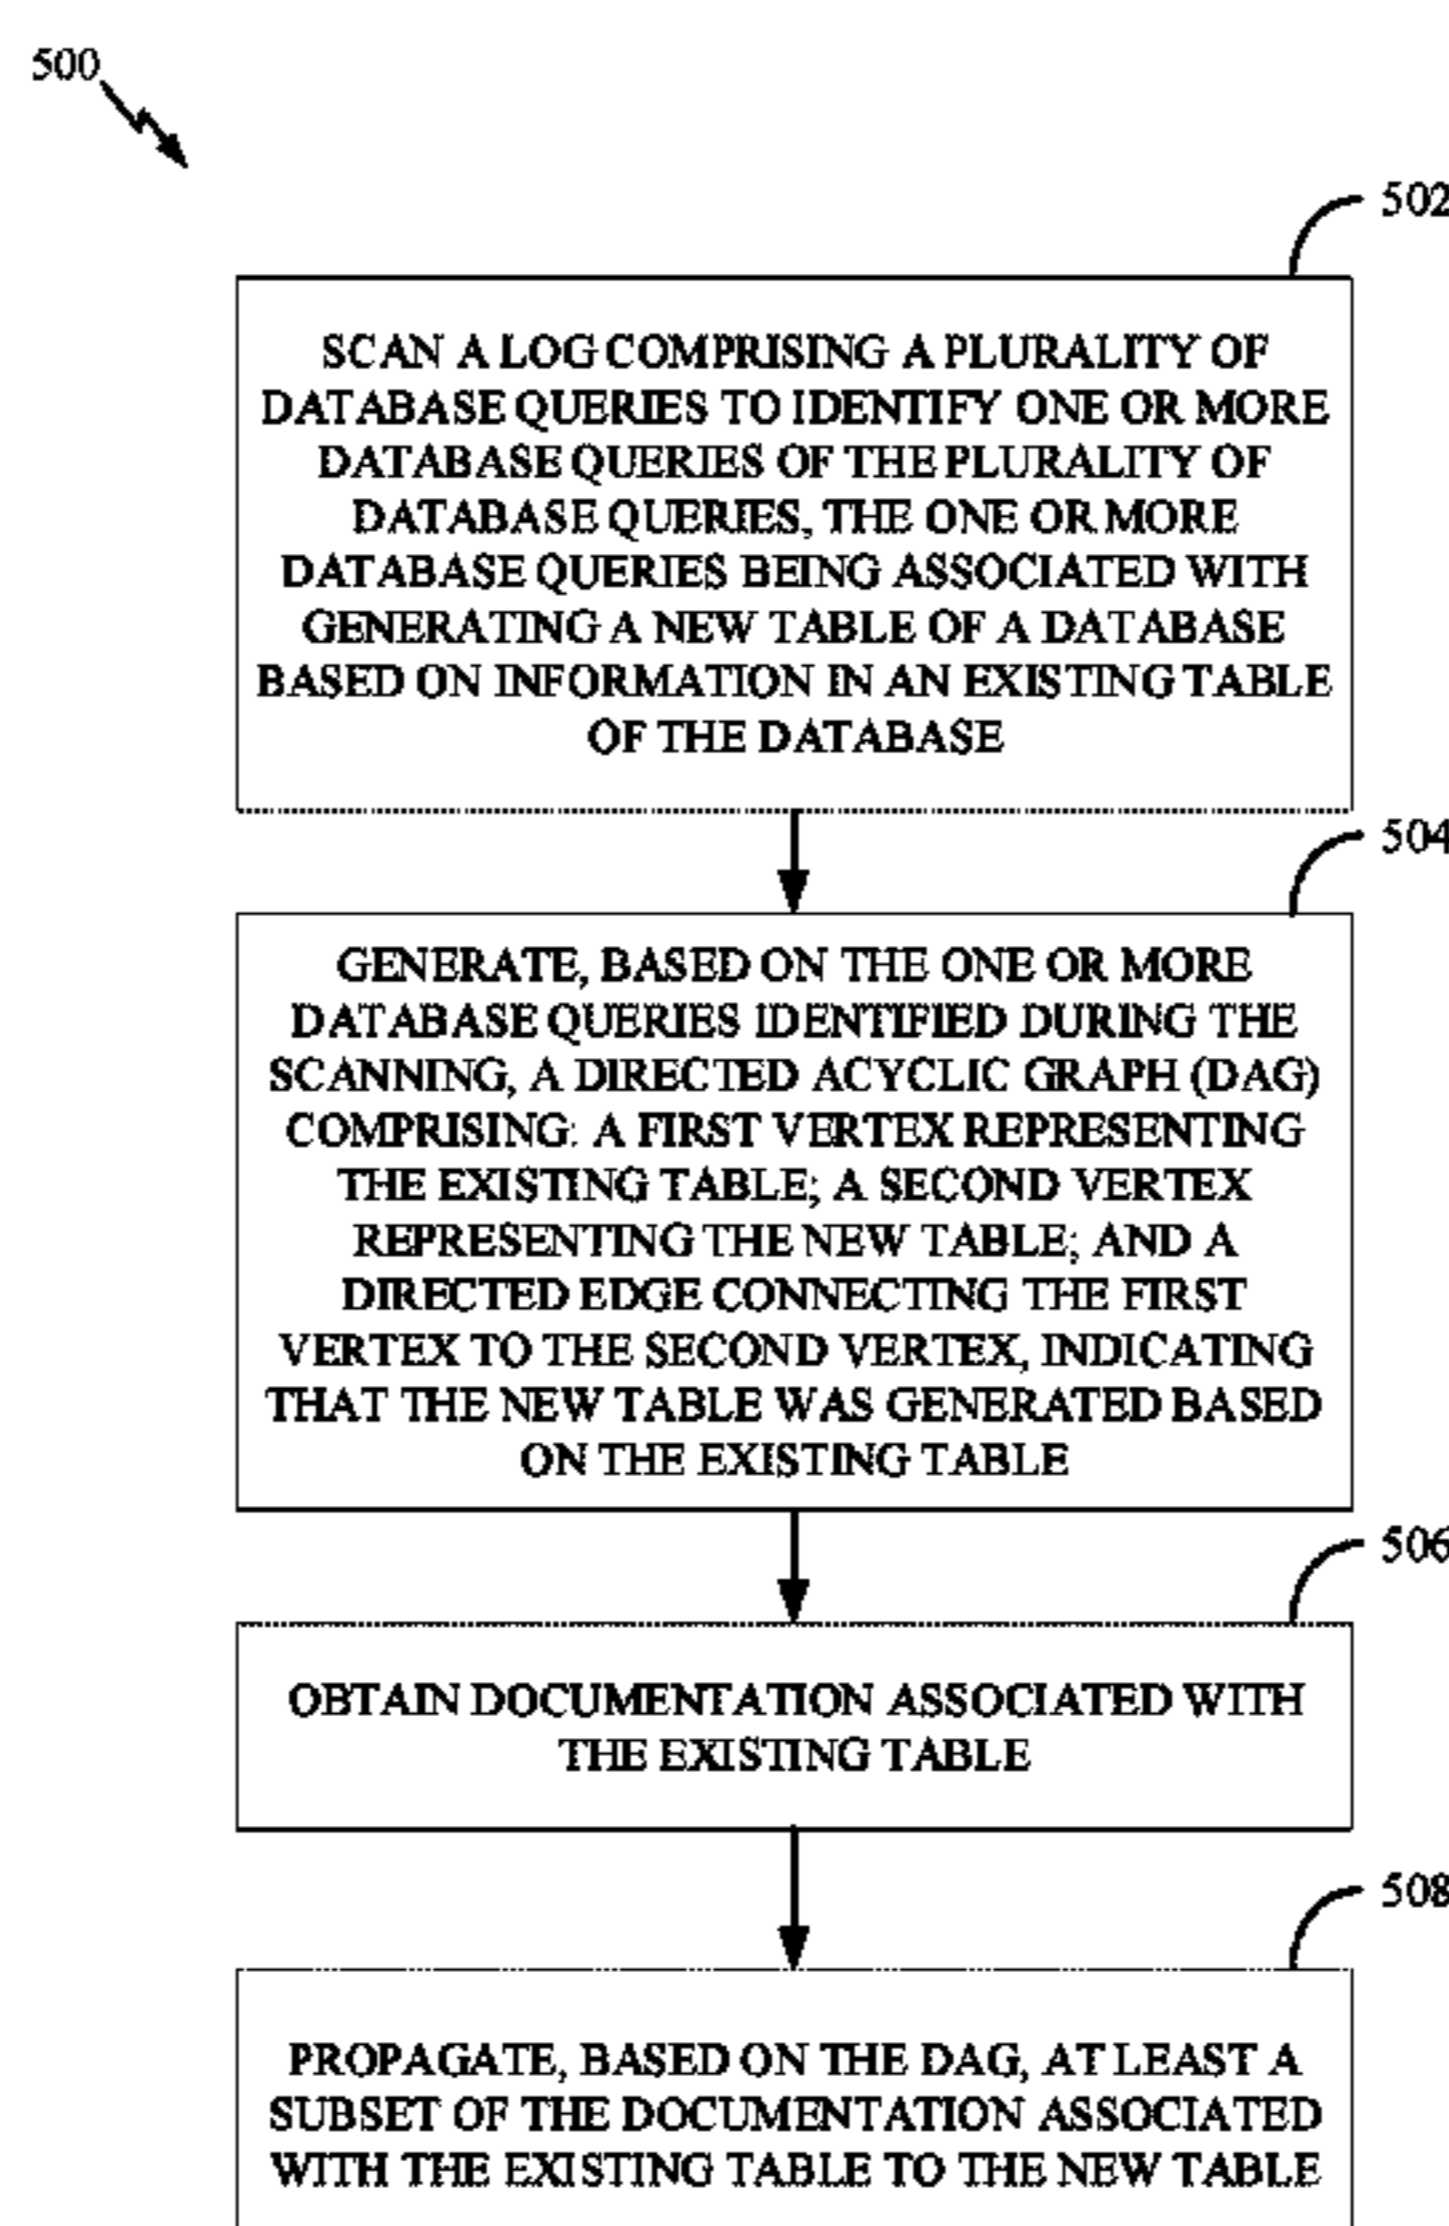 500
502
SCAN A LOG COMPRISING A PLURALITY OF
DATABASE QUERIES TO IDENTIFY ONE OR MORE
DATABASE QUERIES OF THE PLURALITY OF
DATABASE QUERIES, THE ONE OR MORE
DATABASE QUERIES BEING ASSOCIATED WITH
GENERATING A NEW TABLE OF A DATABASE
BASED ON INFORMATION IN AN EXISTING TABLE
OF THE DATABASE
504
GENERATE, BASED ON THE ONE OR MORE
DATABASE QUERIES IDENTIFIED DURING THE
SCANNING, A DIRECTED ACYCLIC GRAPH (DAG)
COMPRISING: A FIRST VERTEX REPRESENTING
THE EXISTING TABLE; A SECOND VERTEX
REPRESENTING THE NEW TABLE; AND A
DIRECTED EDGE CONNECTING THE FIRST
VERTEX TO THE SECOND VERTEX, INDICATING
THAT THE NEW TABLE WAS GENERATED BASED
ON THE EXISTING TABLE
506
OBTAIN DOCUMENTATION ASSOCIATED WITH
THE EXISTING TABLE
508
PROPAGATE, BASED ON THE DAG, AT LEAST A
SUBSET OF THE DOCUMENTATION ASSOCIATED
WITH THE EXISTING TABLE TO THE NEW TABLE